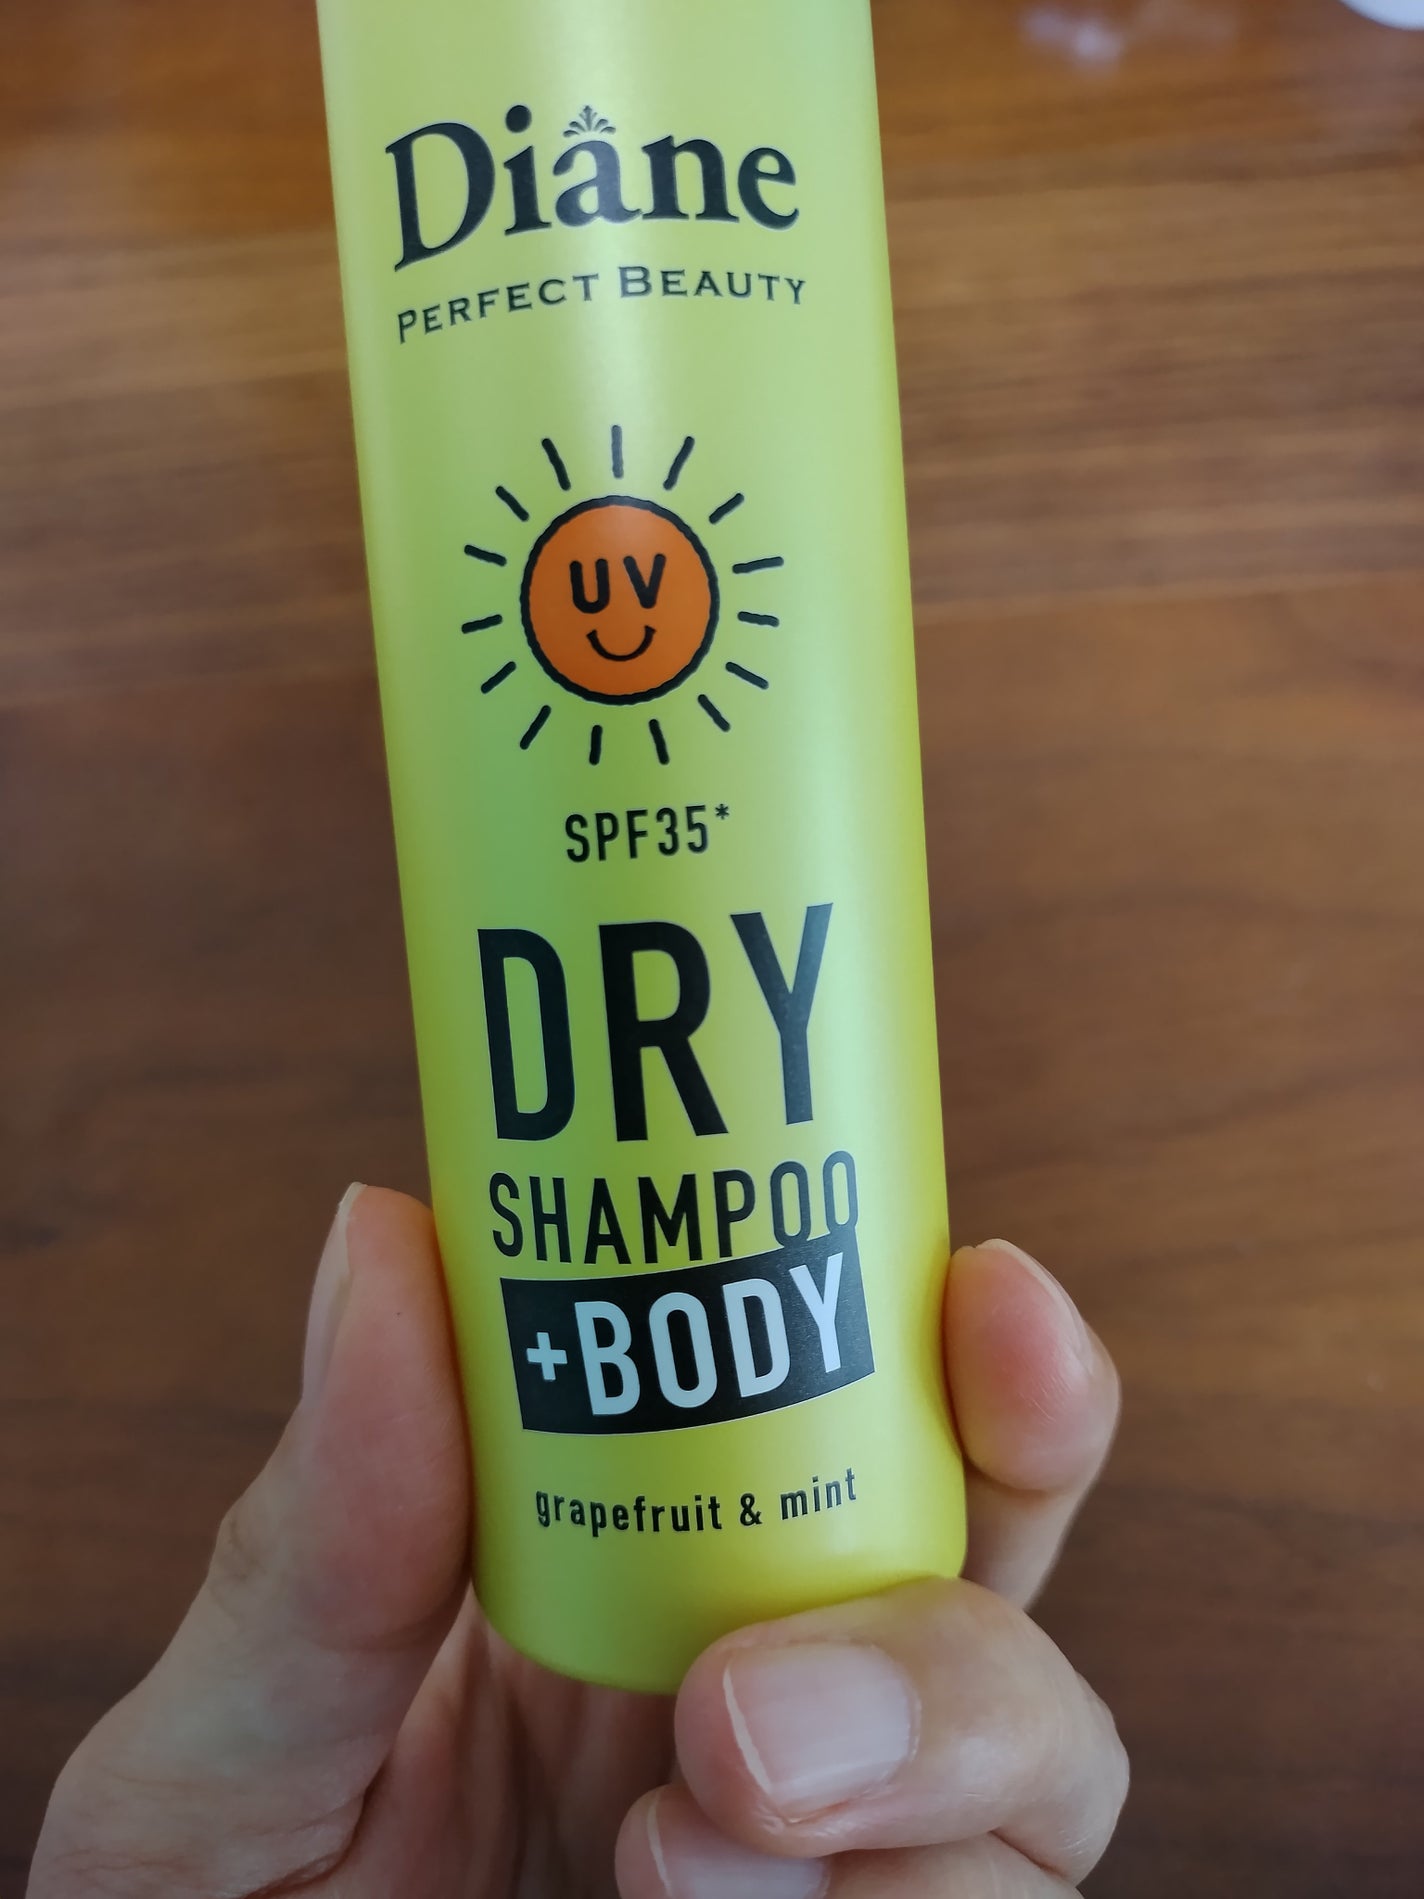 Diane
PERFECT BEAUTY
UV
SPF35*
DRY
SHAMPOO
+BODY
grapefruit & mint